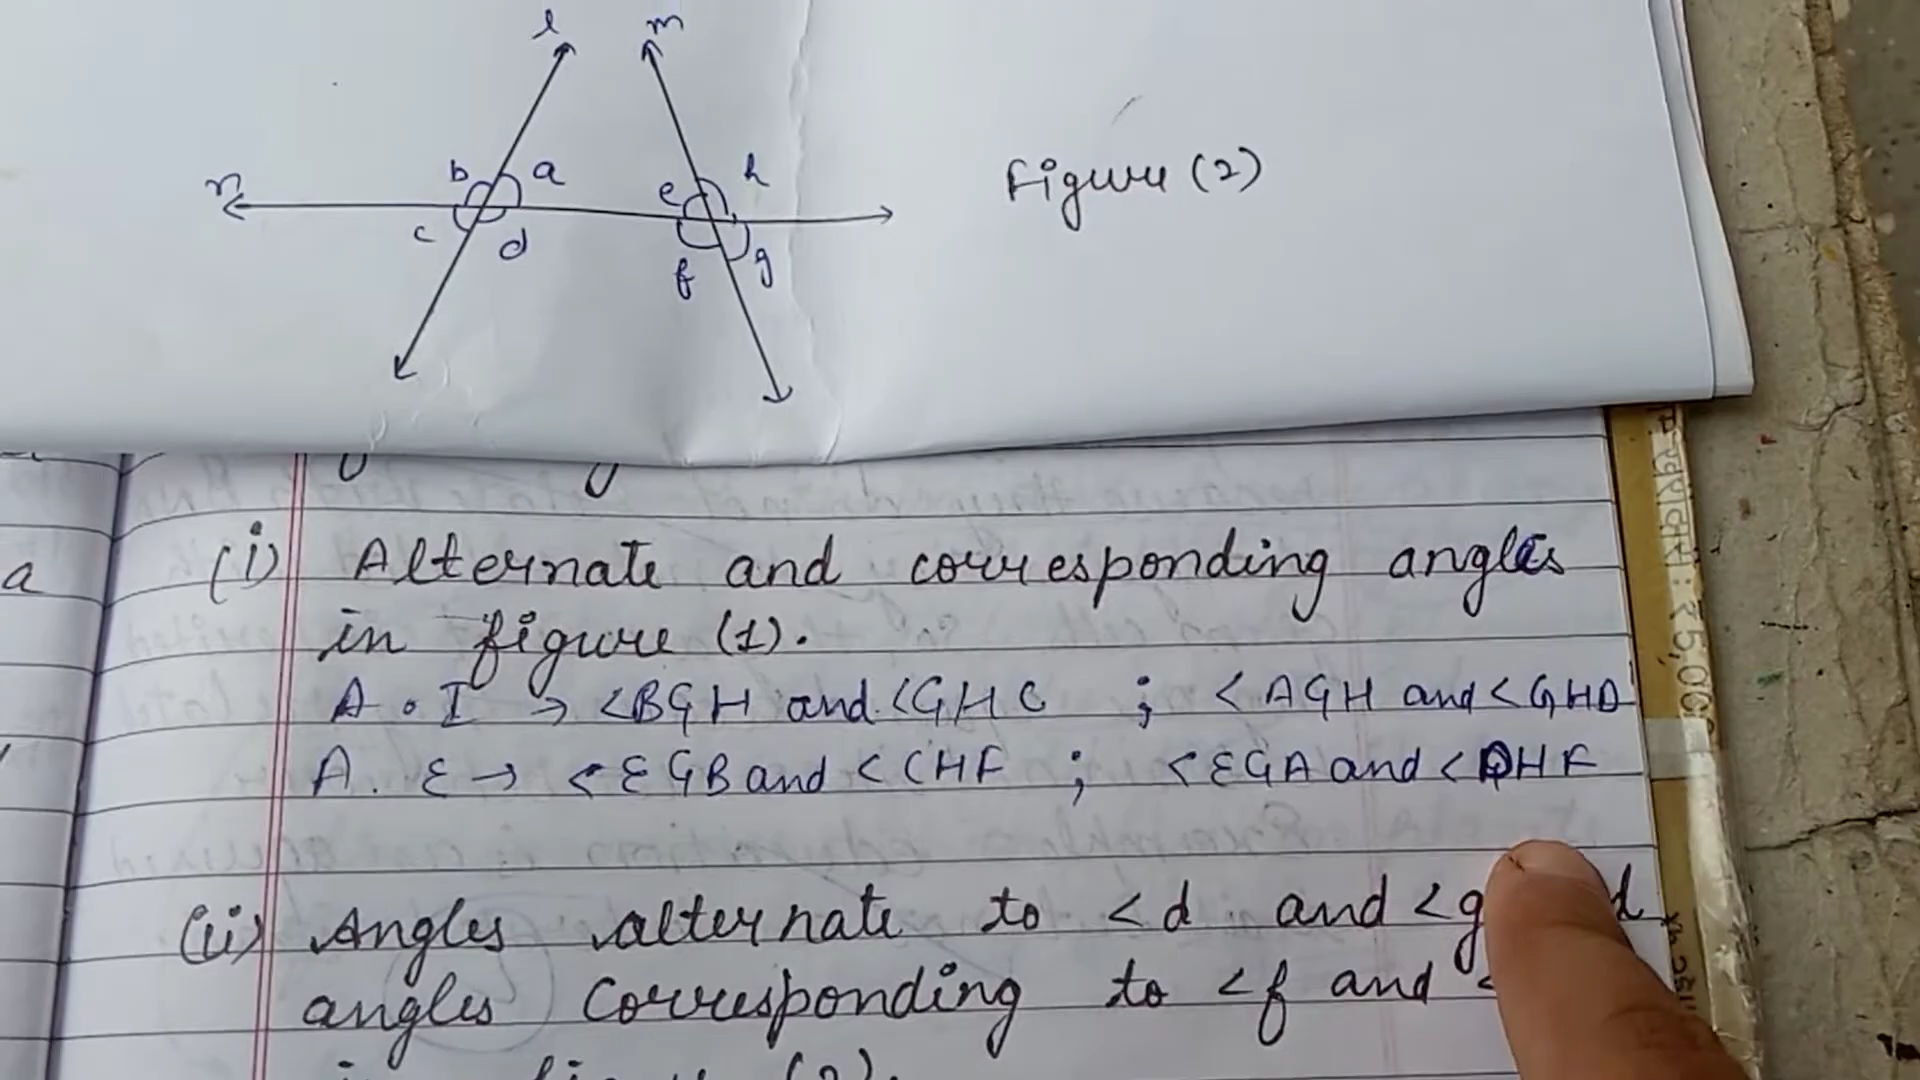 l m
n b a e h
c d f g
Figure (2)
a
(i) Alternate and corresponding angles
in figure (1).
A. I → <BGH and <GHC ; <AGH and <GHD
A. E → <EGB and <CHF ; <EGA and <DHF
(ii) Angles alternate to <d and <g
angles corresponding to <f and <
(2).